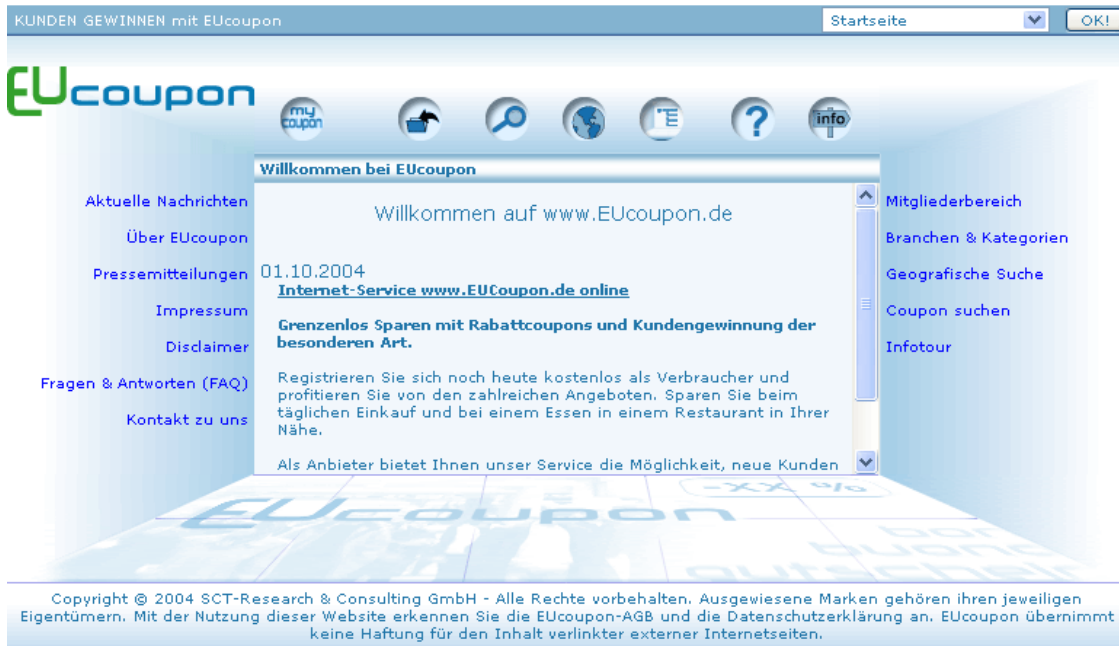 KUNDEN GEWINNEN mit EUcoupon
Startseite
OK!
EUcoupon
my
coupon
E
?
info
Willkommen bei EUcoupon
Aktuelle Nachrichten
Über EUcoupon
Pressemitteilungen
Impressum
Disclaimer
Fragen & Antworten (FAQ)
Kontakt zu uns
Willkommen auf www.EUcoupon.de
01.10.2004
Internet-Service www.EUCoupon.de online
Grenzenlos Sparen mit Rabattcoupons und Kundengewinnung der
besonderen Art.
Registrieren Sie sich noch heute kostenlos als Verbraucher und
profitieren Sie von den zahlreichen Angeboten. Sparen Sie beim
täglichen Einkauf und bei einem Essen in einem Restaurant in Ihrer
Nähe.
Als Anbieter bietet Ihnen unser Service die Möglichkeit, neue Kunden
Mitgliederbereich
Branchen & Kategorien
Geografische Suche
Coupon suchen
Infotour
-XX %
EUcoupon
bon
buono
gutschein
Copyright @ 2004 SCT-Research & Consulting GmbH - Alle Rechte vorbehalten. Ausgewiesene Marken gehören ihren jeweiligen
Eigentümern. Mit der Nutzung dieser Website erkennen Sie die EUcoupon-AGB und die Datenschutzerklärung an. EUcoupon übernimmt
keine Haftung für den Inhalt verlinkter externer Internetseiten.